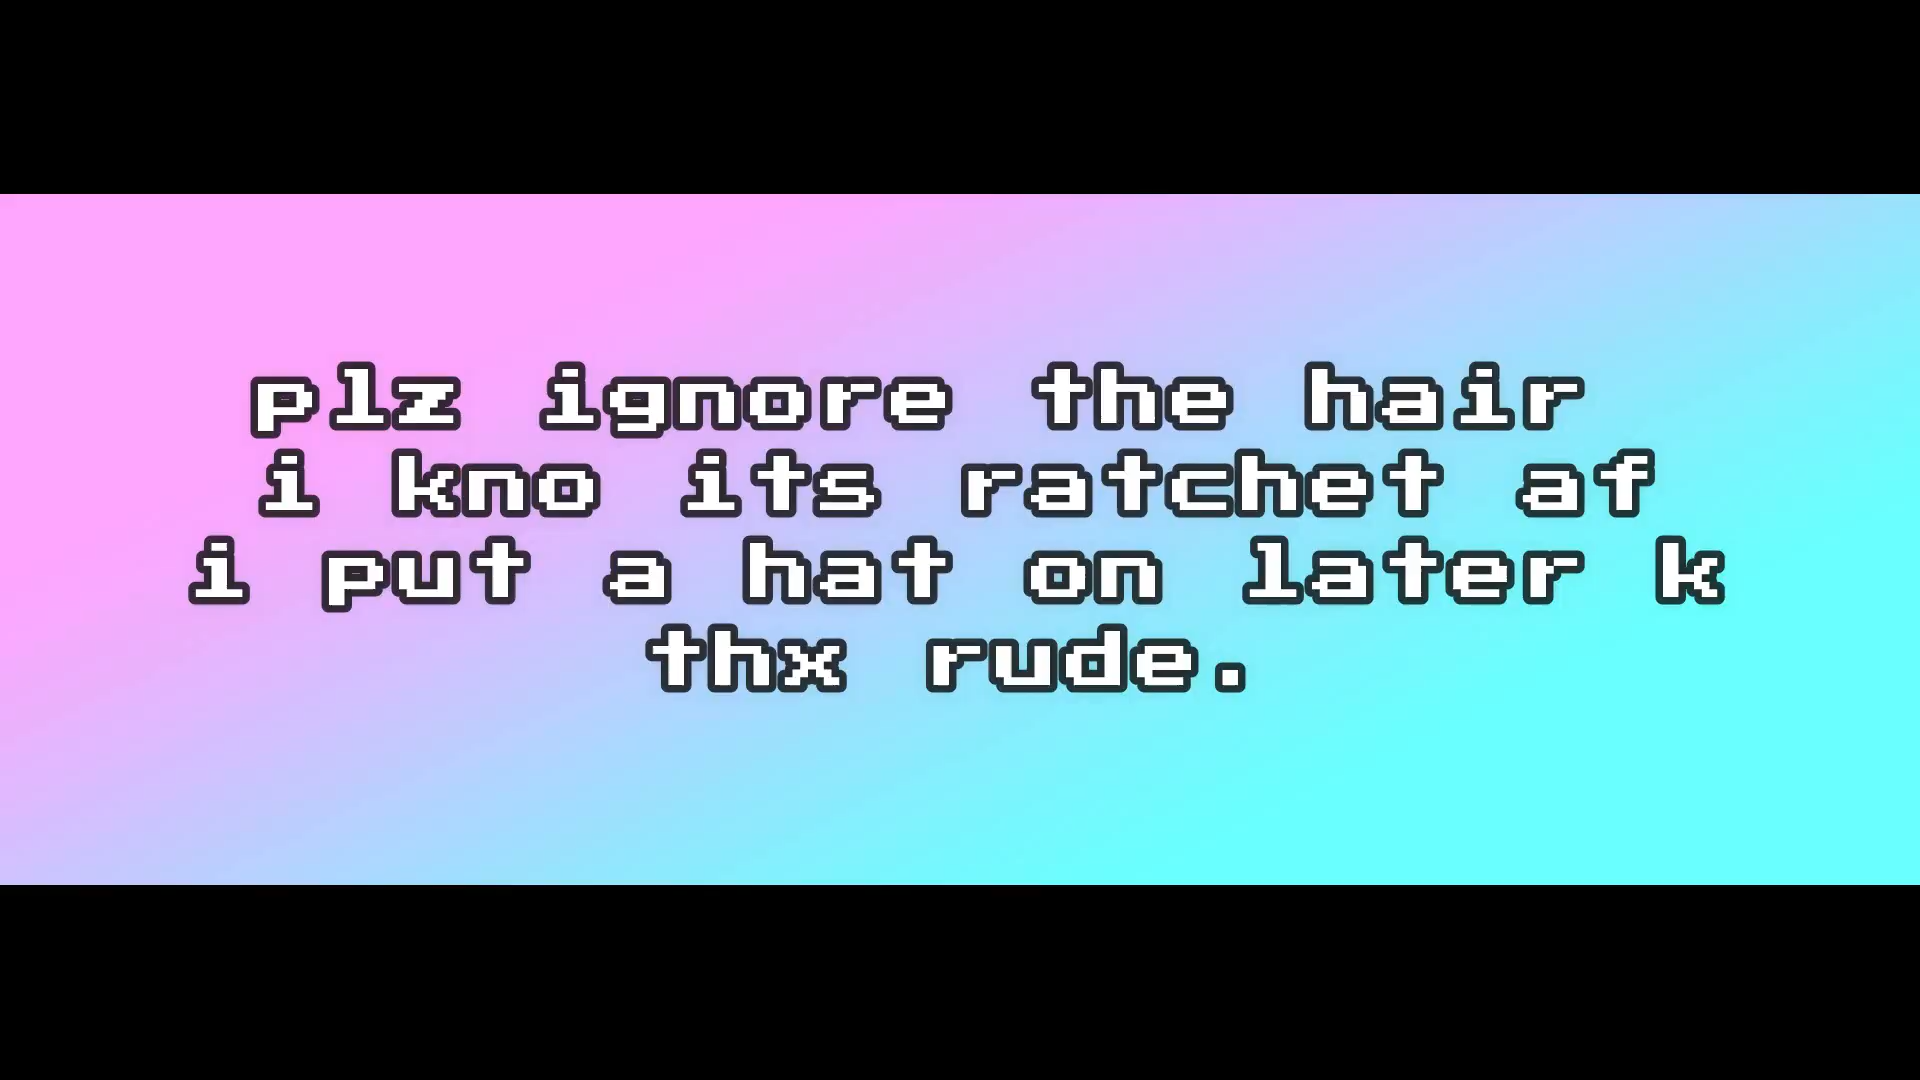 plz ignore the hair
i kno its ratchet af
i put a hat on later k
thx rude.